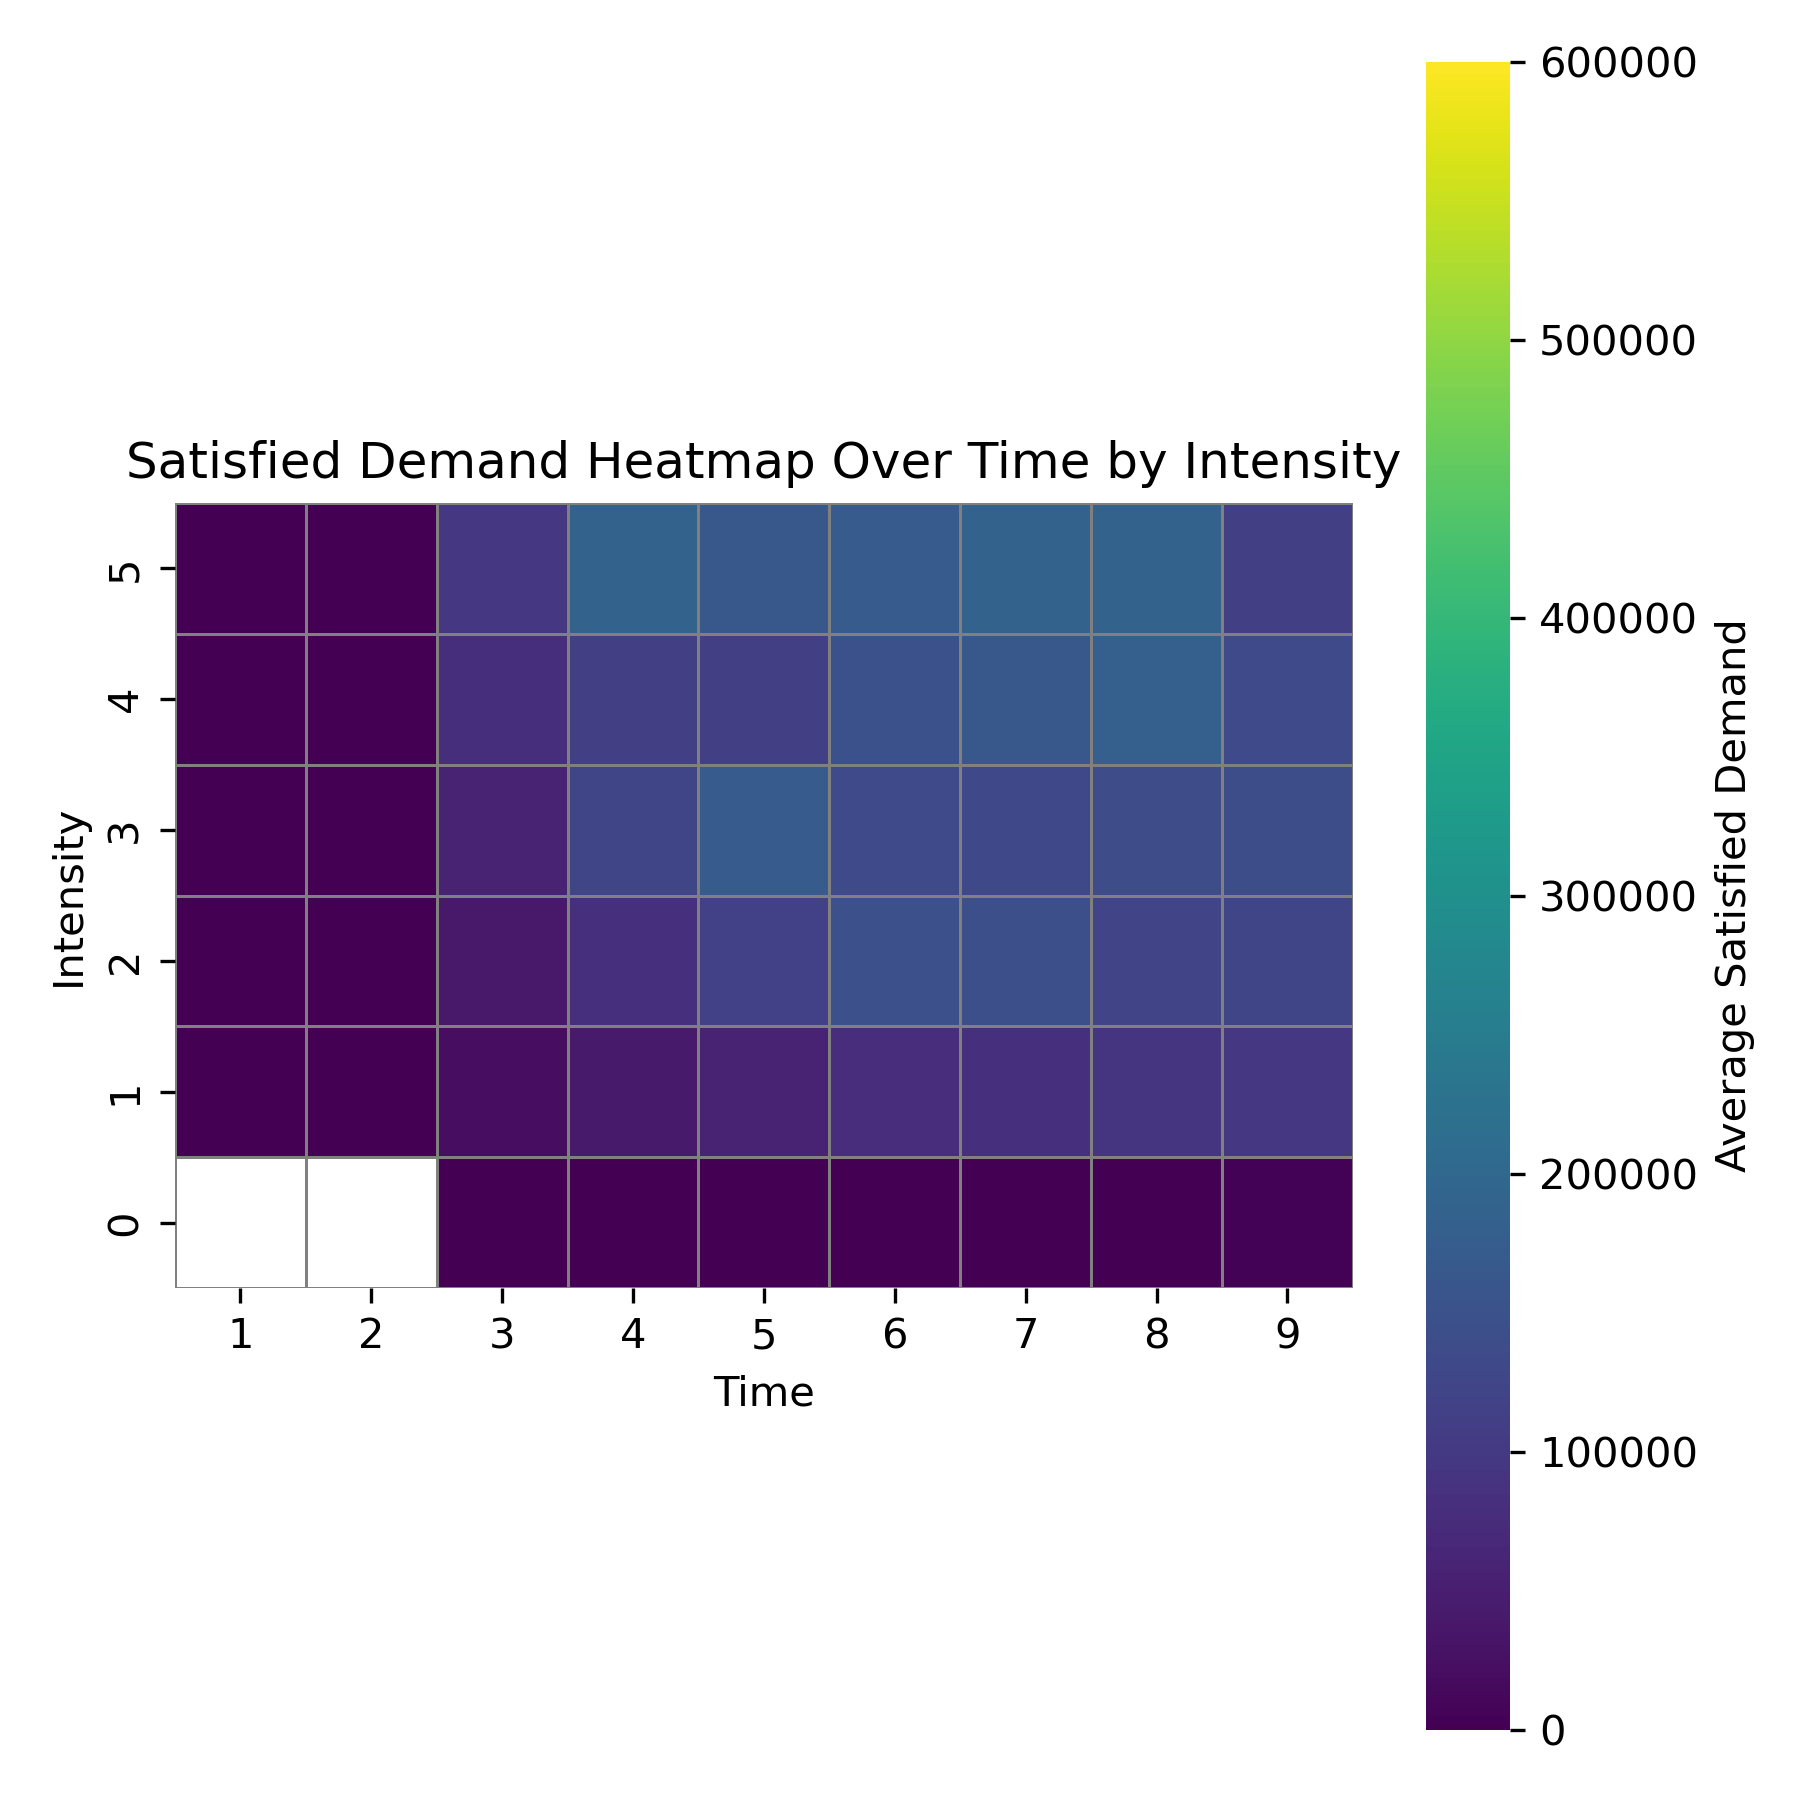 Satisfied Demand Heatmap Over Time by Intensity
Intensity
5
4
3
2
1
0
1 2 3 4 5 6 7 8 9
Time
600000
500000
400000
300000
200000
100000
0
Average Satisfied Demand